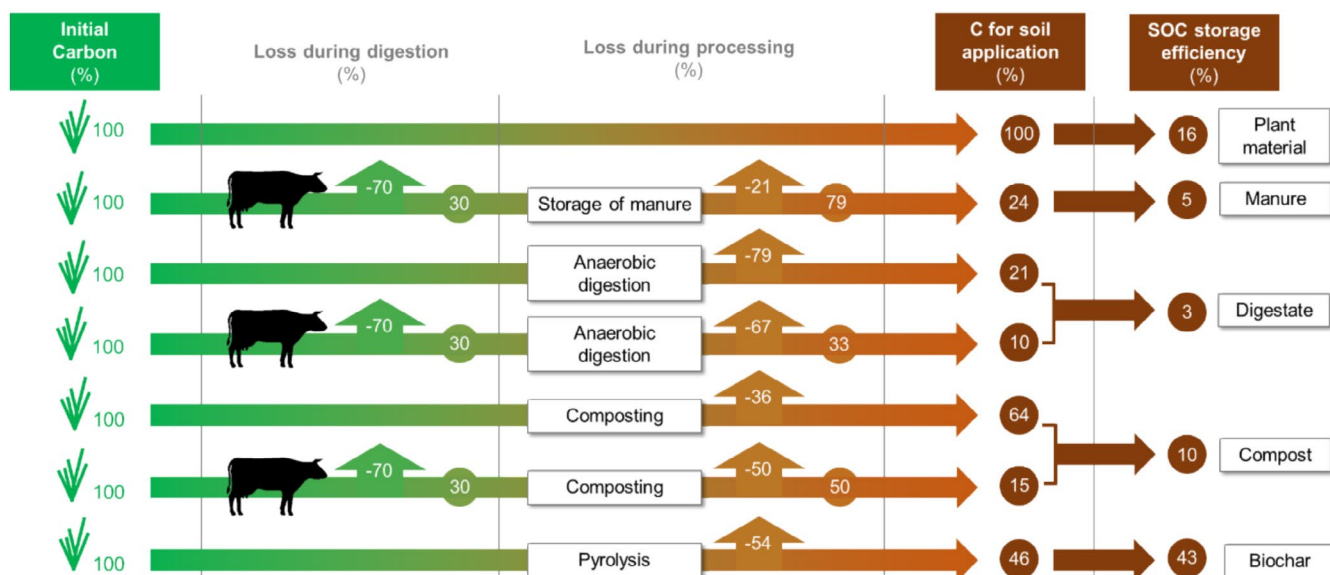 Initial
Carbon
(%)
Loss during digestion
(%)
Loss during processing
(%)
C for soil
application
(%)
SOC storage
efficiency
(%)
100
100
16
Plant
material
100
-70
30
Storage of manure
-21
79
24
5
Manure
100
Anaerobic
digestion
-79
21
100
-70
30
Anaerobic
digestion
-67
33
10
3
Digestate
100
Composting
-36
64
100
-70
30
Composting
-50
50
15
10
Compost
100
Pyrolysis
-54
46
43
Biochar